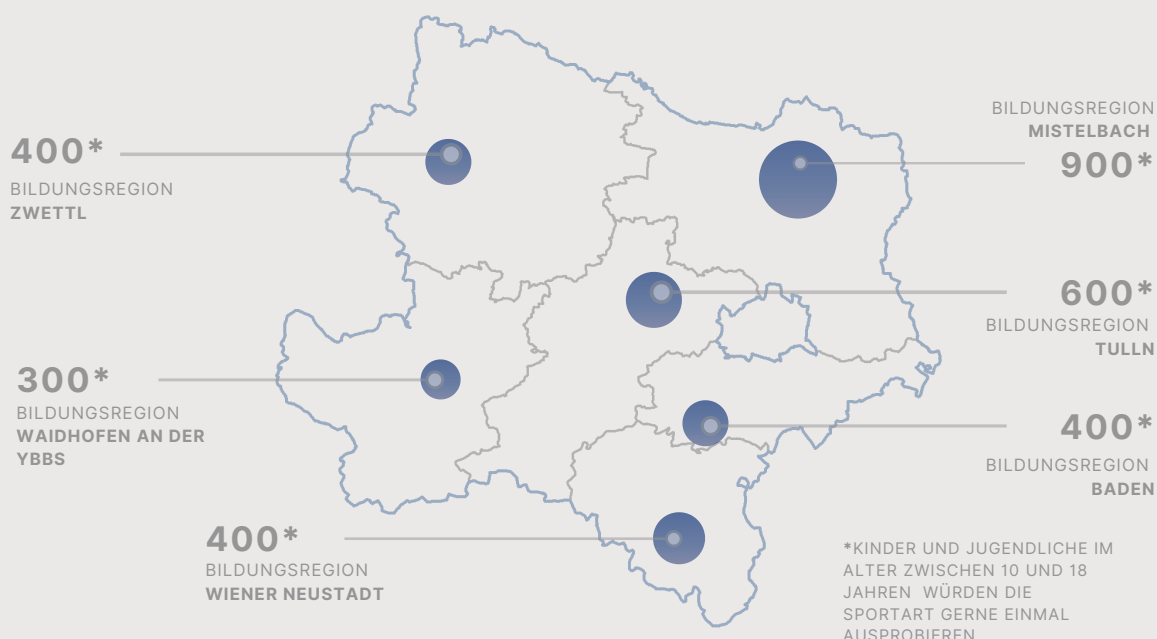 400*
BILDUNGSREGION
ZWETTL
BILDUNGSREGION
MISTELBACH
900*
600*
BILDUNGSREGION
TULLN
300*
BILDUNGSREGION
WAIDHOFEN AN DER
YBBS
400*
BILDUNGSREGION
BADEN
400*
BILDUNGSREGION
WIENER NEUSTADT
*KINDER UND JUGENDLICHE IM
ALTER ZWISCHEN 10 UND 18
JAHREN WÜRDEN DIE
SPORTART GERNE EINMAL
AUSPROBIEREN